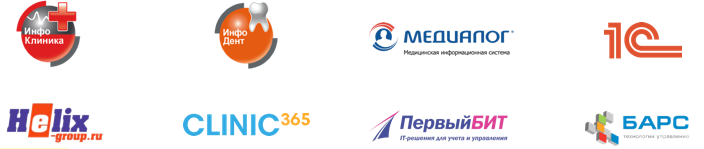 Инфо
Клиника
Инфо
Дент
МЕДИАЛОГ®
Медицинская информационная система
1С
Helix
-group.ru
CLINIC365
ПервыйБИТ
IT-решения для учета и управления
БАРС
технологии управления